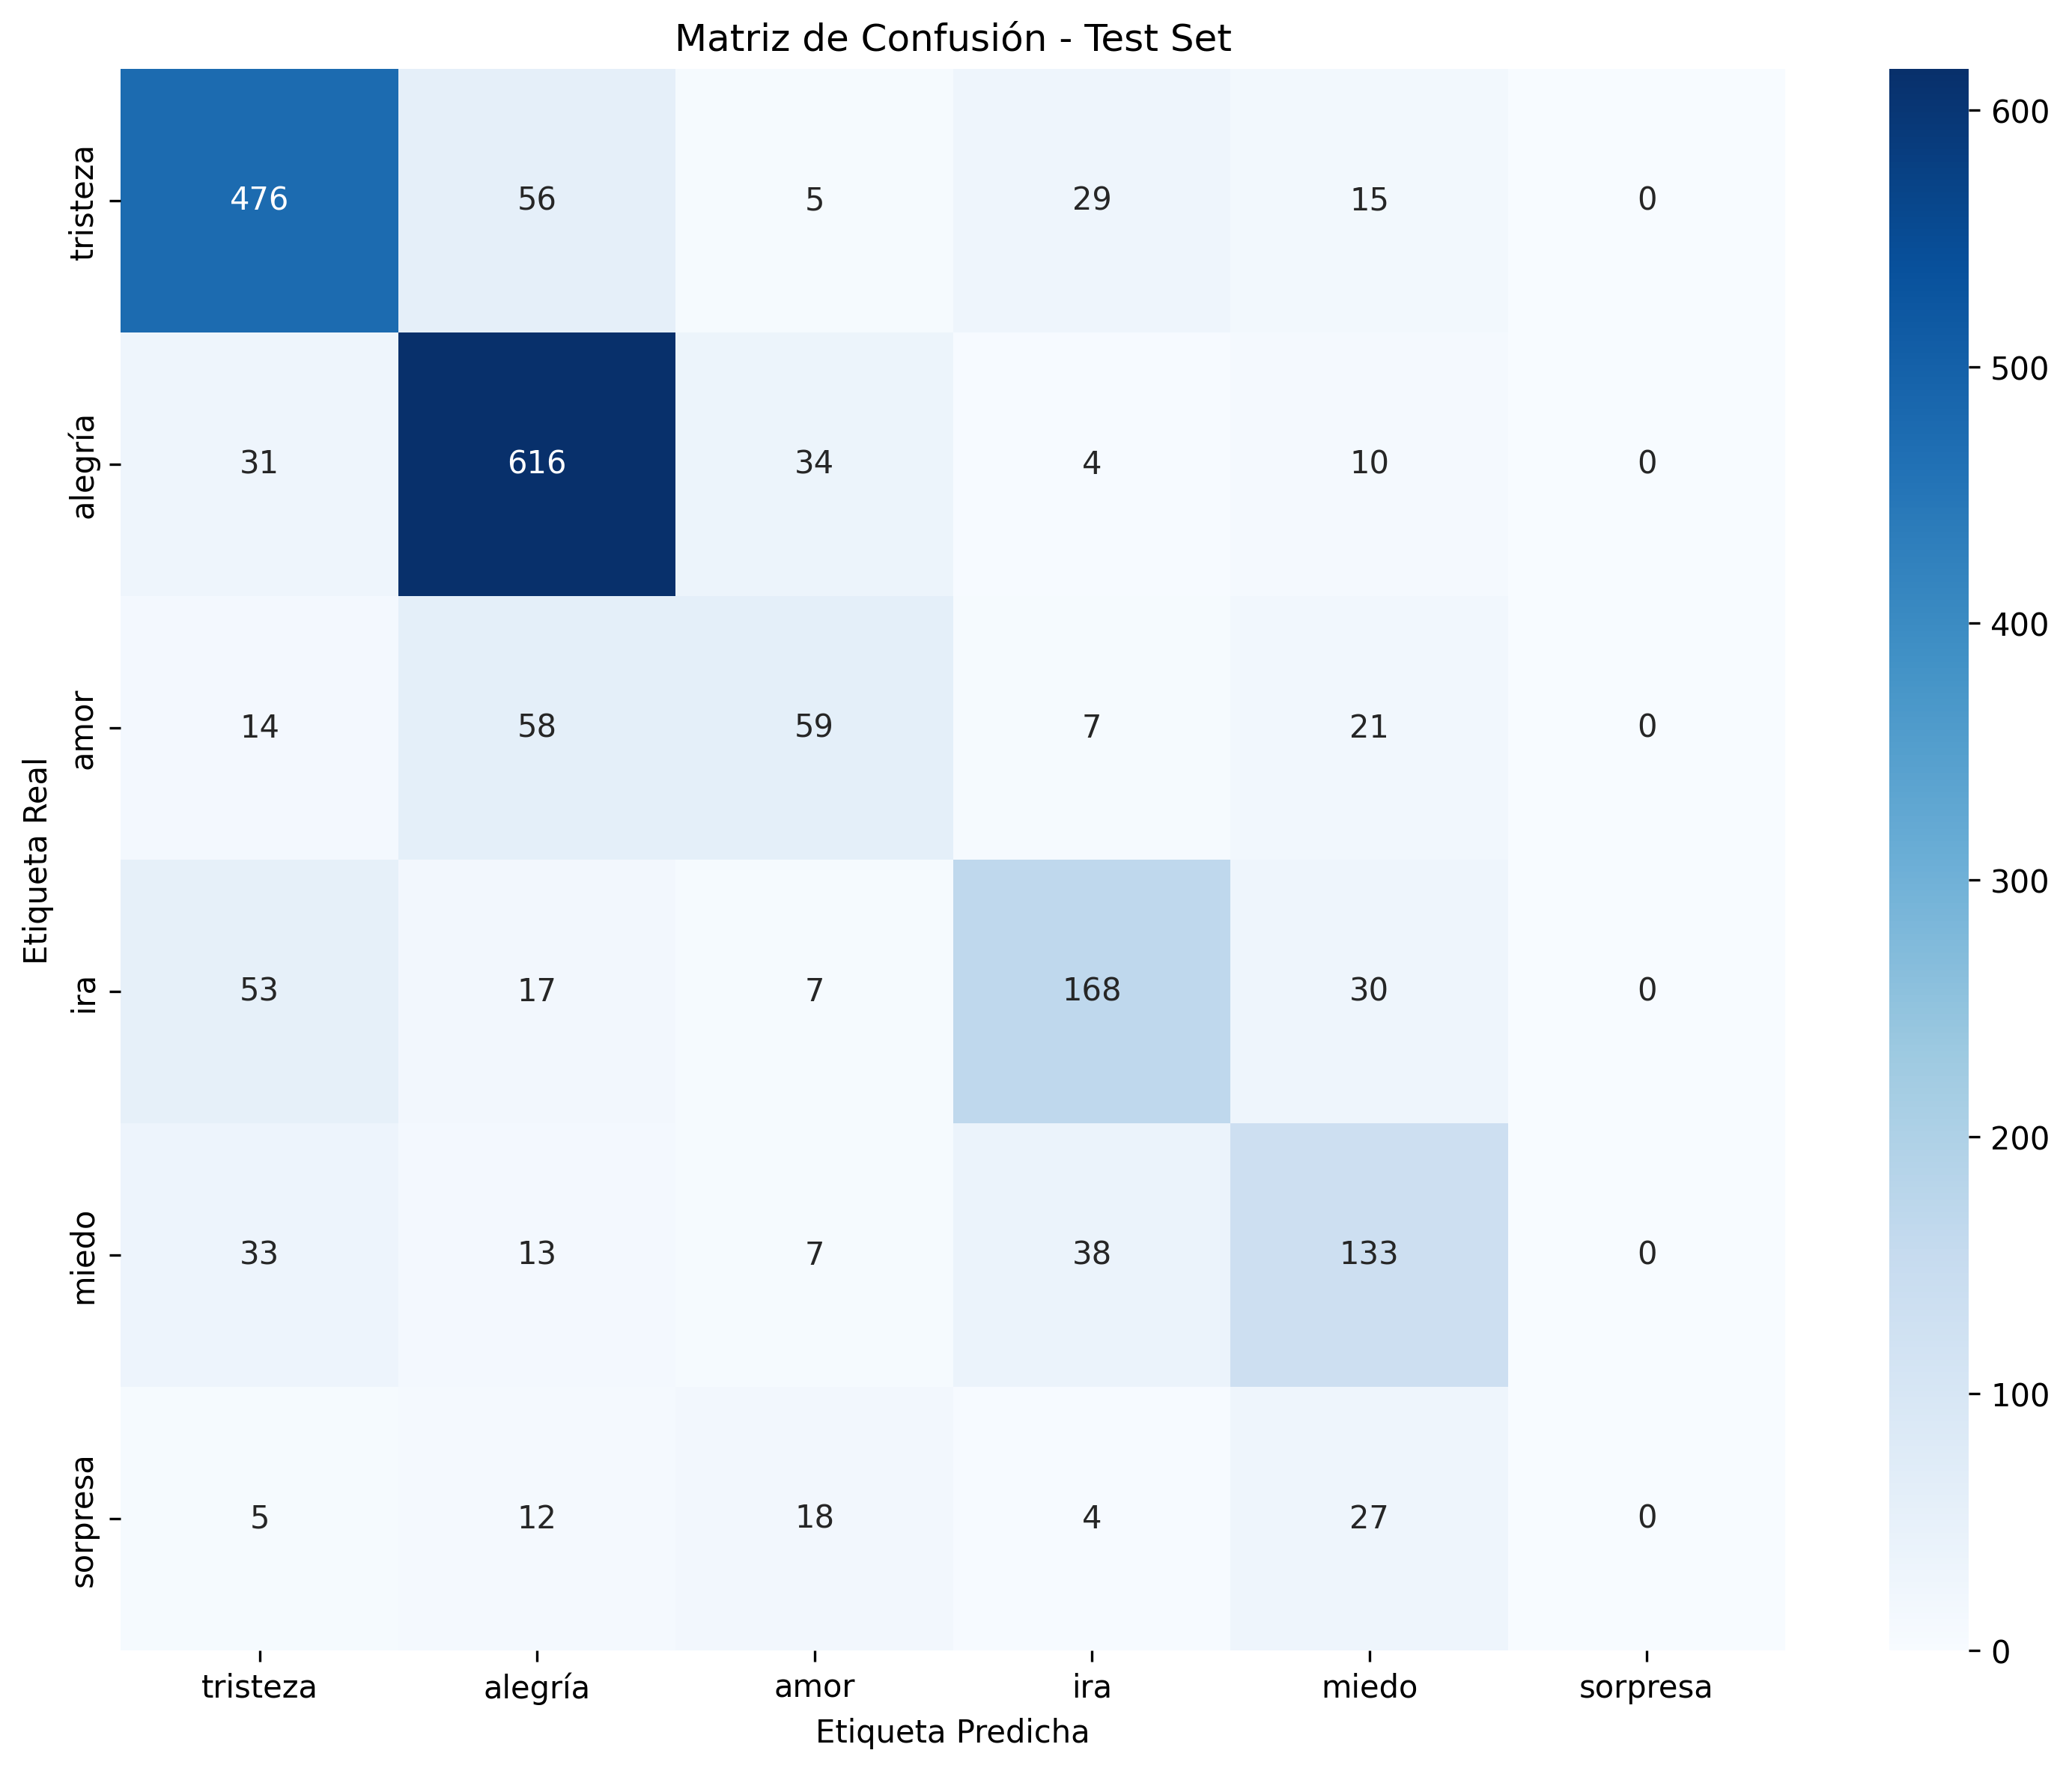 Matriz de Confusión - Test Set
tristeza 476 56 5 29 15 0
alegría 31 616 34 4 10 0
amor 14 58 59 7 21 0
ira 53 17 7 168 30 0
miedo 33 13 7 38 133 0
sorpresa 5 12 18 4 27 0
tristeza alegría amor ira miedo sorpresa
Etiqueta Predicha
Etiqueta Real
600
500
400
300
200
100
0